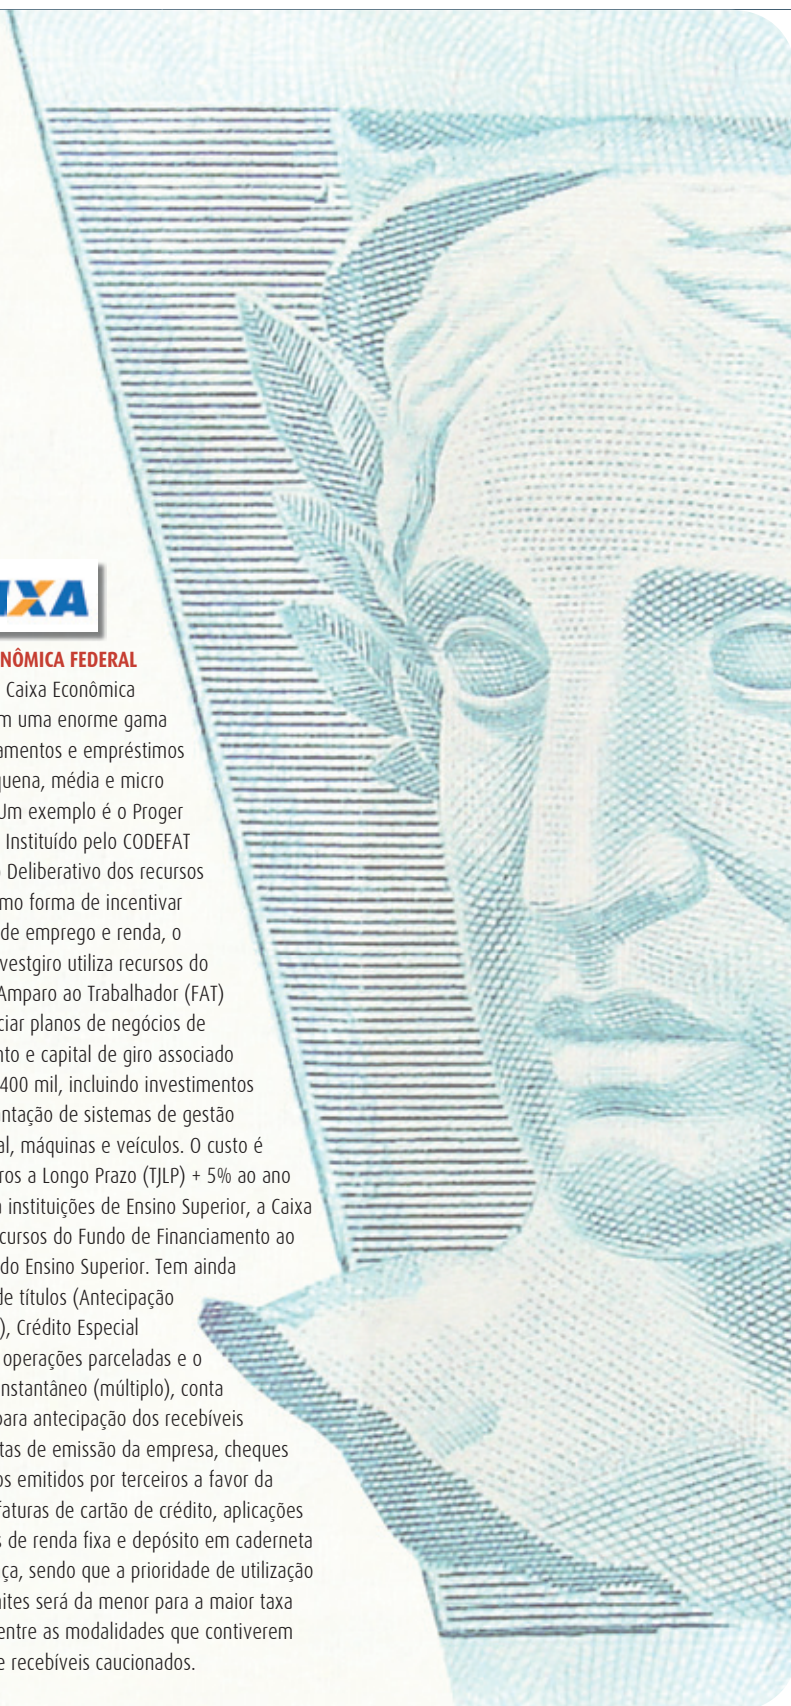 IXA
NÔMICA FEDERAL
Caixa Econômica
m uma enorme gama
amentos e empréstimos
quena, média e micro
Um exemplo é o Proger
Instituído pelo CODEFAT
Deliberativo dos recursos
mo forma de incentivar
de emprego e renda, o
vestgiro utiliza recursos do
Amparo ao Trabalhador (FAT)
ciar planos de negócios de
nto e capital de giro associado
400 mil, incluindo investimentos
ntação de sistemas de gestão
al, máquinas e veículos. O custo é
ros a Longo Prazo (TJLP) + 5% ao ano
a instituições de Ensino Superior, a Caixa
cursos do Fundo de Financiamento ao
do Ensino Superior. Tem ainda
de títulos (Antecipação
), Crédito Especial
operações parceladas e o
nstantâneo (múltiplo), conta
para antecipação dos recebíveis
tas de emissão da empresa, cheques
os emitidos por terceiros a favor da
faturas de cartão de crédito, aplicações
s de renda fixa e depósito em caderneta
ça, sendo que a prioridade de utilização
ites será da menor para a maior taxa
entre as modalidades que contiverem
e recebíveis caucionados.